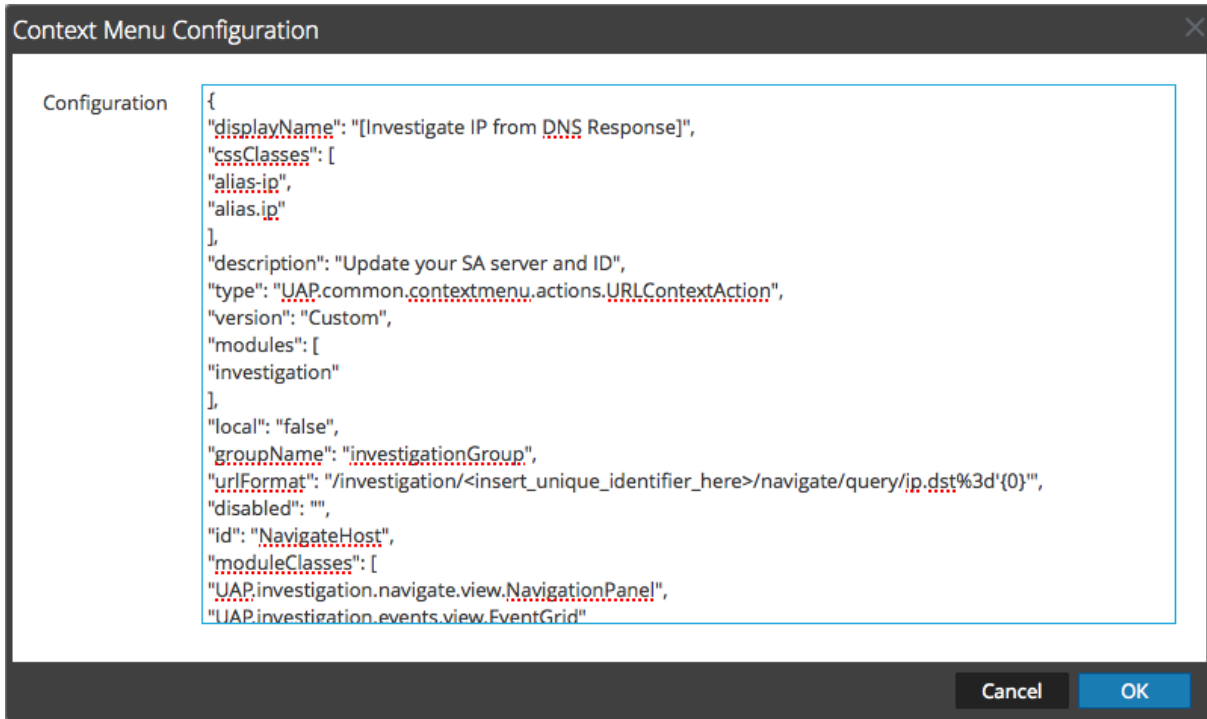 Context Menu Configuration
Configuration
{
"displayName": "[Investigate IP from DNS Response]",
"cssClasses": [
"alias-ip",
"alias.ip"
],
"description": "Update your SA server and ID",
"type": "UAP.common.contextmenu.actions.URLContextAction",
"version": "Custom",
"modules": [
"investigation"
],
"local": "false",
"groupName": "investigationGroup",
"urlFormat": "/investigation/<insert_unique_identifier_here>/navigate/query/ip.dst%3d'{0}'",
"disabled": "",
"id": "NavigateHost",
"moduleClasses": [
"UAP.investigation.navigate.view.NavigationPanel",
"UAP.investigation.events.view.EventGrid"
Cancel OK